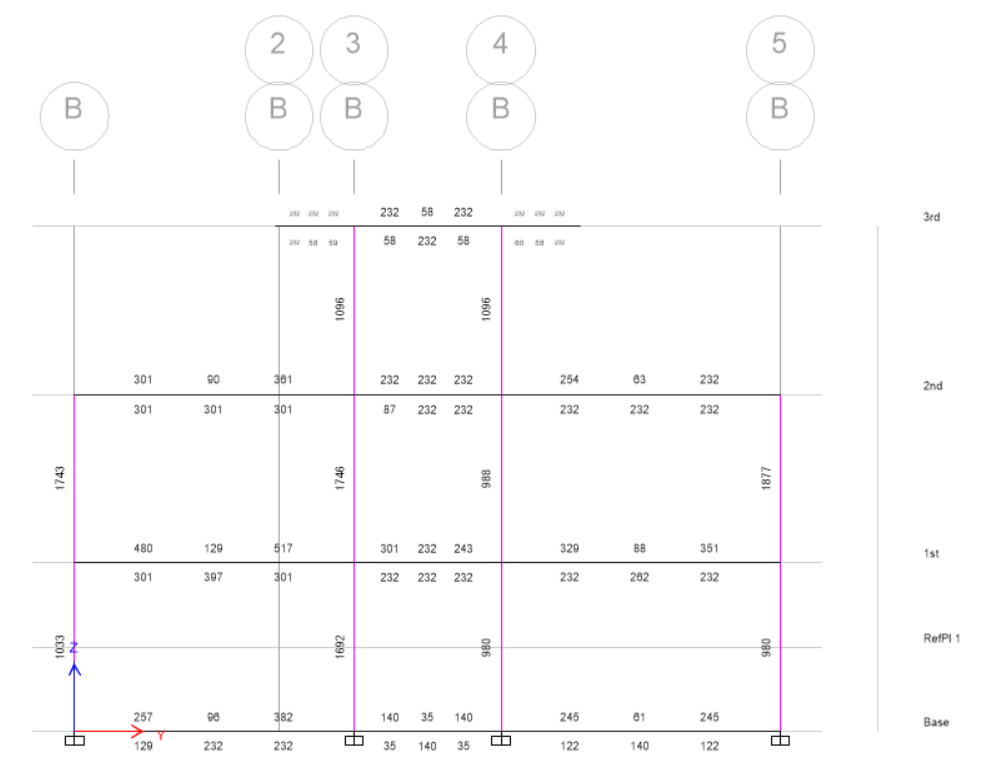 2 3 4 5
B B B B B
232 232 232 232 58 232 232 232 232 3rd
232 58 59 58 232 58 60 58 232
1096 1096
301 90 361 232 232 232 254 63 232 2nd
301 301 301 87 232 232 232 232 232
1743 1746 988 1877
480 129 517 301 232 243 329 88 351 1st
301 397 301 232 232 232 232 262 232
1033 Z 1692 980 980 RefPl 1
257 96 382 140 35 140 245 61 245 Base
Y
129 232 232 35 140 35 122 140 122